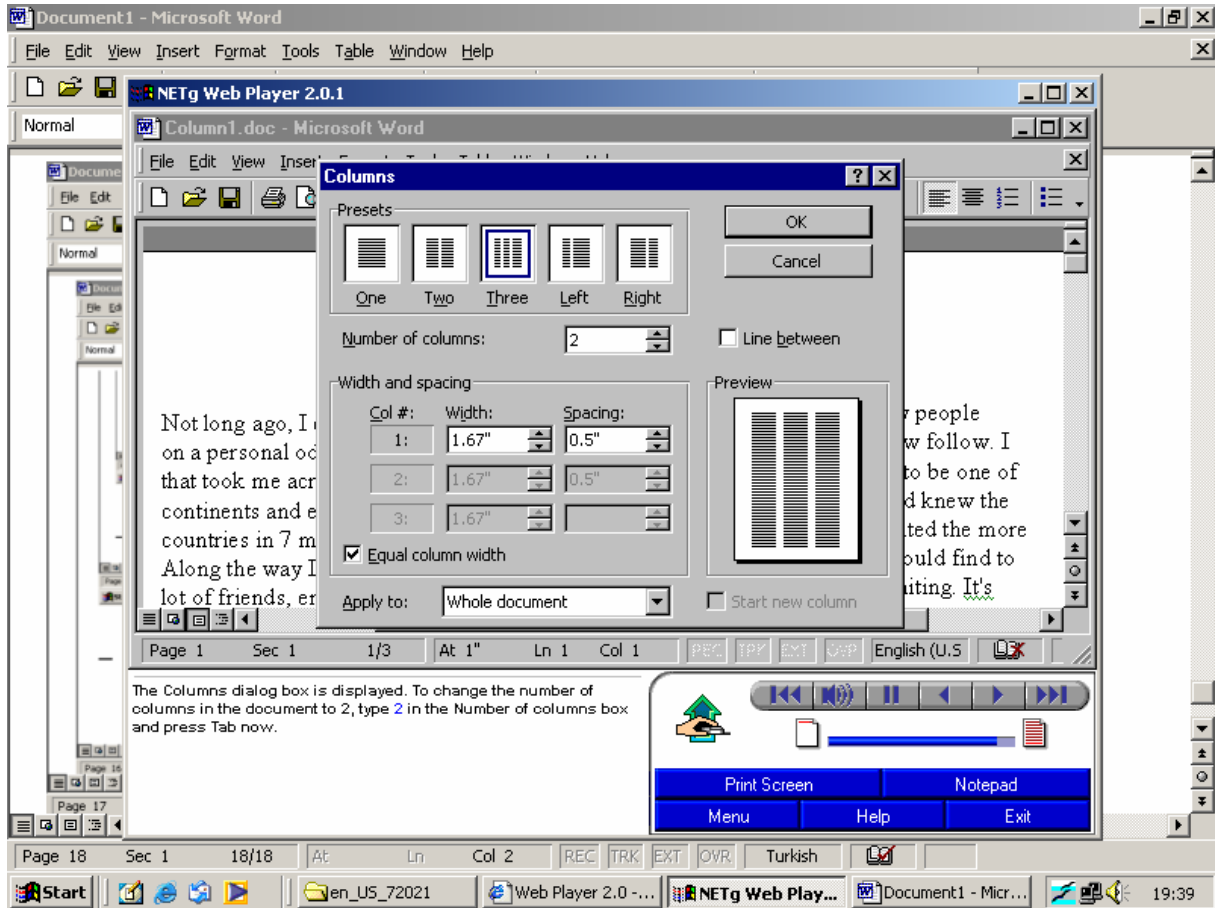 Document1 - Microsoft Word
File Edit View Insert Format Tools Table Window Help
NETg Web Player 2.0.1
Normal
Column1.doc - Microsoft Word
File Edit View Insert
Columns
Presets
One Two Three Left Right
OK
Cancel
Number of columns: 2
Line between
Width and spacing
Col #: Width: Spacing:
1: 1.67" 0.5"
2: 1.67" 0.5"
3: 1.67"
Equal column width
Apply to: Whole document
Preview
Start new column
Not long ago, I
on a personal
that took me
continents and
countries in 7
Along the way I
lot of friends,
people
follow. I
to be one of
knew the
the more
find to
It's
Page 1 Sec 1 1/3 At 1" Ln 1 Col 1 REC TRK EXT OVR English (U.S
The Columns dialog box is displayed. To change the number of
columns in the document to 2, type 2 in the Number of columns box
and press Tab now.
Print Screen Notepad
Menu Help Exit
File Edit
Normal
Normal
Page 16
Page 17
Page 18 Sec 1 18/18 At Ln Col 2 REC TRK EXT OVR Turkish
Start en_US_72021 Web Player 2.0 -... NETg Web Play... Document1 - Micr... 19:39